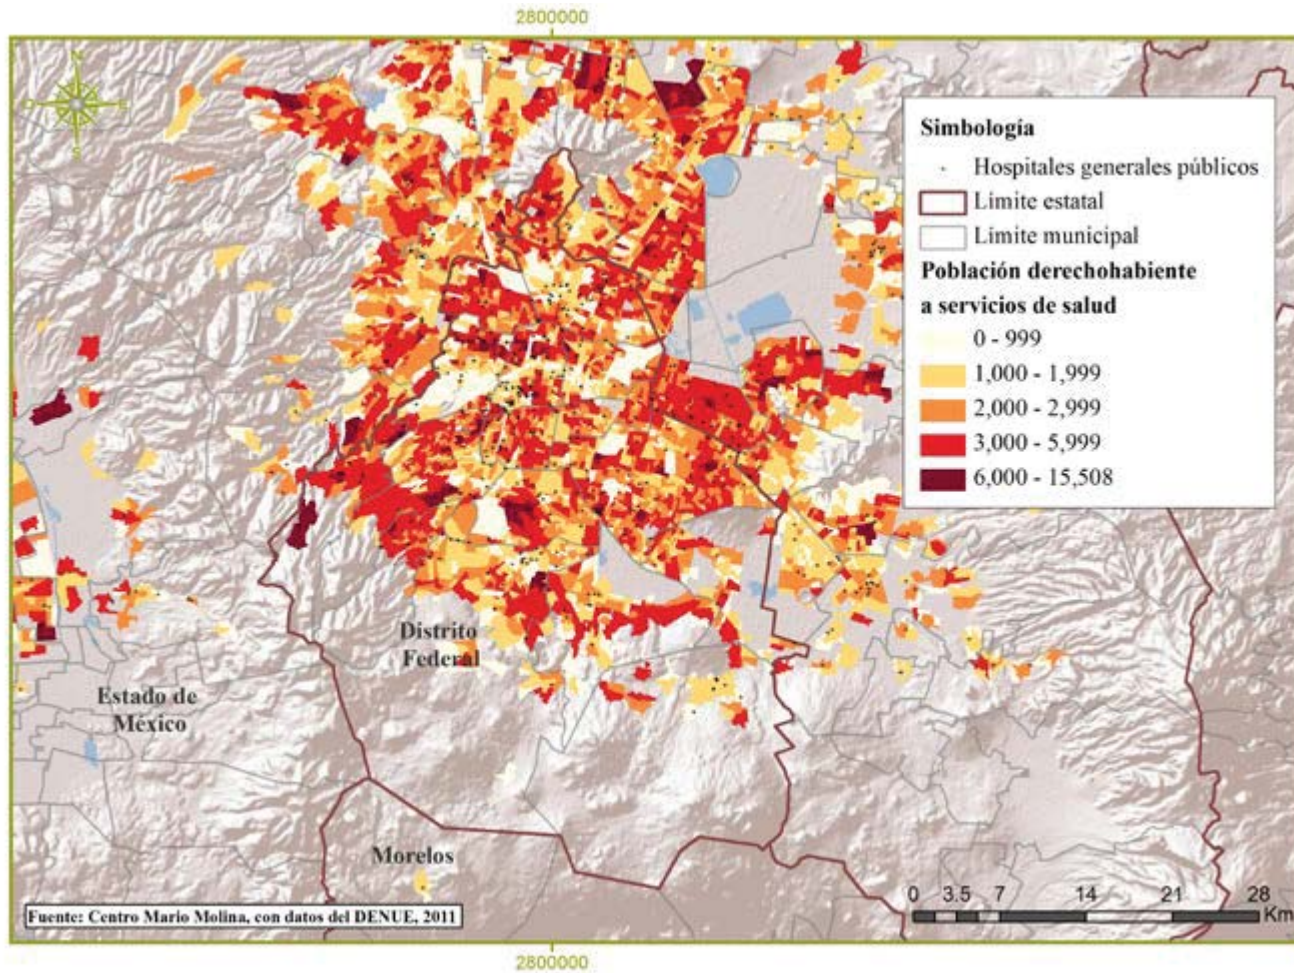 2800000
Simbología
Hospitales generales públicos
Límite estatal
Límite municipal
Población derechohabiente
a servicios de salud
0 - 999
1,000 - 1,999
2,000 - 2,999
3,000 - 5,999
6,000 - 15,508
Distrito
Federal
Estado de
México
Morelos
0 3.5 7 14 21 28
Km
Fuente: Centro Mario Molina, con datos del DENUE, 2011
2800000